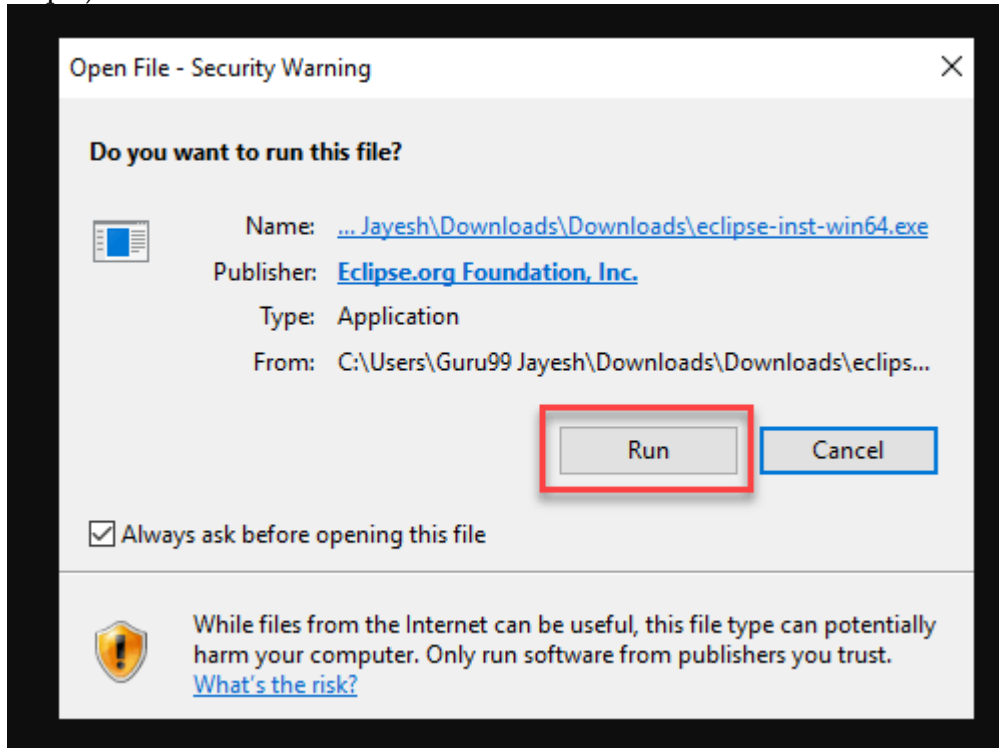 Open File - Security Warning
Do you want to run this file?
Name: ... Jayesh\Downloads\Downloads\eclipse-inst-win64.exe
Publisher: Eclipse.org Foundation, Inc.
Type: Application
From: C:\Users\Guru99 Jayesh\Downloads\Downloads\eclips...
Run Cancel
Always ask before opening this file
While files from the Internet can be useful, this file type can potentially
harm your computer. Only run software from publishers you trust.
What's the risk?